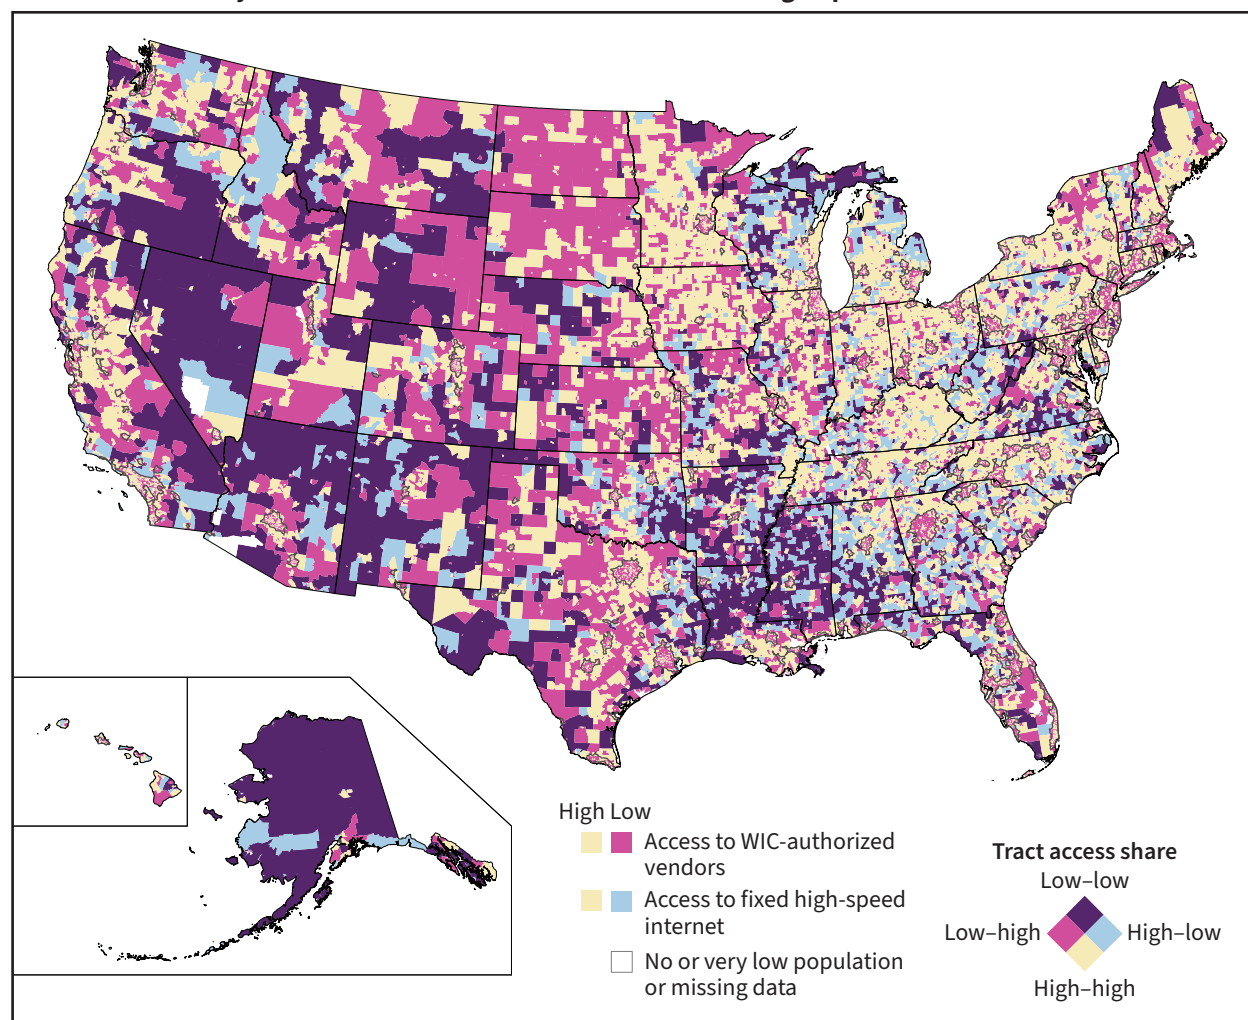 High Low
Access to WIC-authorized
vendors
Access to fixed high-speed
internet
No or very low population
or missing data
Tract access share
Low–low
Low–high
High–low
High–high